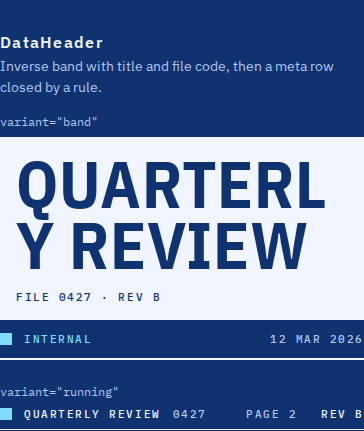 DataHeader
Inverse band with title and file code, then a meta row
closed by a rule.
variant="band"
QUARTERL
Y REVIEW
FILE 0427 · REV B
INTERNAL 12 MAR 2026
variant="running"
QUARTERLY REVIEW 0427 PAGE 2 REV B